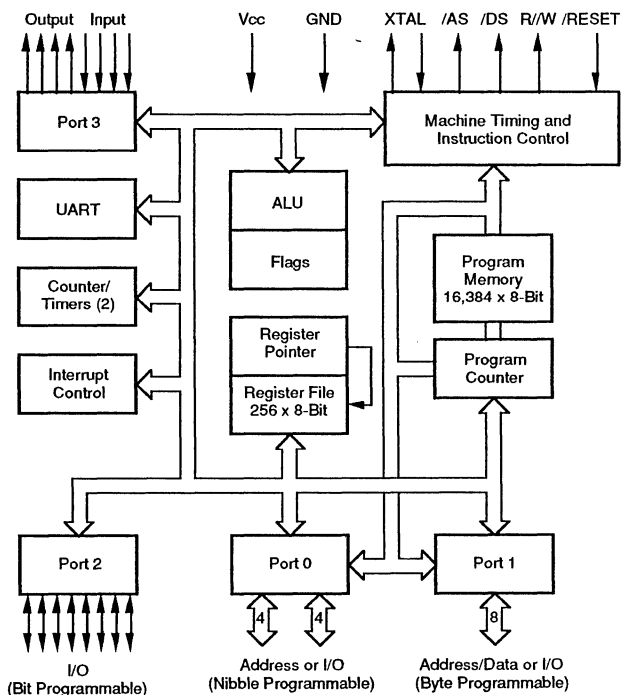 Output Input Vcc GND XTAL /AS /DS R//W /RESET
Port 3
Machine Timing and
Instruction Control
UART
ALU
Flags
Counter/
Timers (2)
Program
Memory
16,384 x 8-Bit
Register
Pointer
Program
Counter
Interrupt
Control
Register File
256 x 8-Bit
Port 2
Port 0
Port 1
4 4 8
I/O
(Bit Programmable)
Address or I/O
(Nibble Programmable)
Address/Data or I/O
(Byte Programmable)